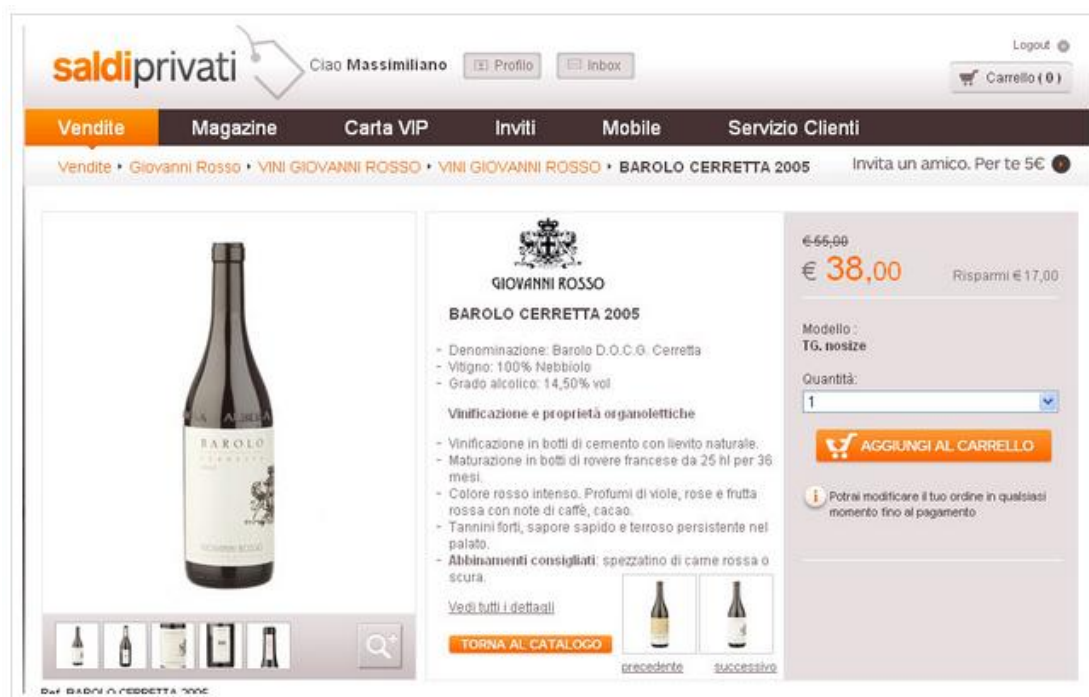 Logout
saldiprivati
Ciao Massimiliano
Profilo
Inbox
Carrello ( 0 )
Vendite
Magazine
Carta VIP
Inviti
Mobile
Servizio Clienti
Vendite • Giovanni Rosso • VINI GIOVANNI ROSSO • VINI GIOVANNI ROSSO • BAROLO CERRETTA 2005
Invita un amico. Per te 5€
BAROLO
GIOVANNI ROSSO
GIOVANNI ROSSO
BAROLO CERRETTA 2005
- Denominazione: Barolo D.O.C.G. Cerretta
- Vitigno: 100% Nebbiolo
- Grado alcolico: 14,50% vol
Vinificazione e proprietà organolettiche
- Vinificazione in botti di cemento con lievito naturale.
- Maturazione in botti di rovere francese da 25 hl per 36
mesi.
- Colore rosso intenso. Profumi di viole, rose e frutta
rossa con note di caffè, cacao.
- Tannini forti, sapore sapido e terroso persistente nel
palato.
- Abbinamenti consigliati: spezzatino di carne rossa o
scura.
Vedi tutti i dettagli
TORNA AL CATALOGO
precedente
successivo
€ 55,00
€ 38,00
Risparmi € 17,00
Modello :
TG. nosize
Quantità:
1
AGGIUNGI AL CARRELLO
Potrai modificare il tuo ordine in qualsiasi
momento fino al pagamento
Ref. BAROLO CERRETTA 2005